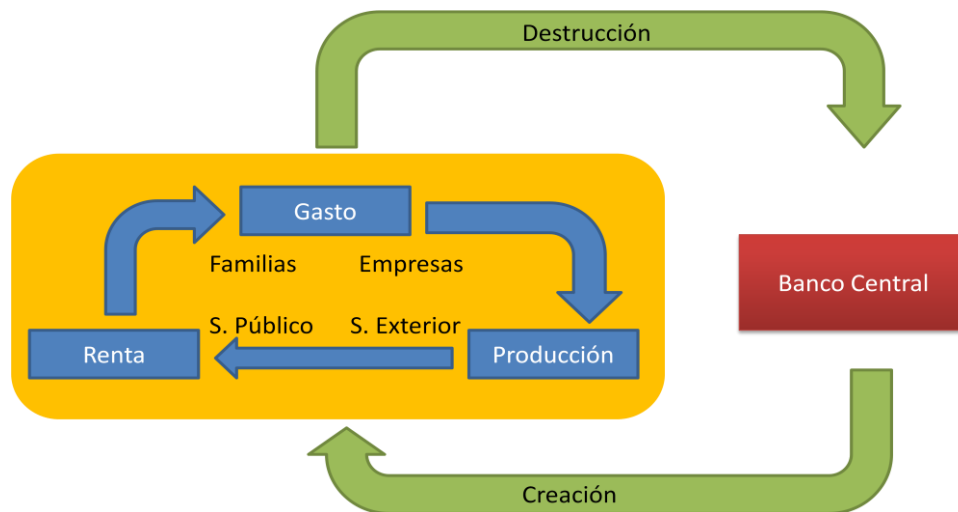 Destrucción
Gasto
Familias Empresas
Banco Central
S. Público S. Exterior
Renta Producción
Creación